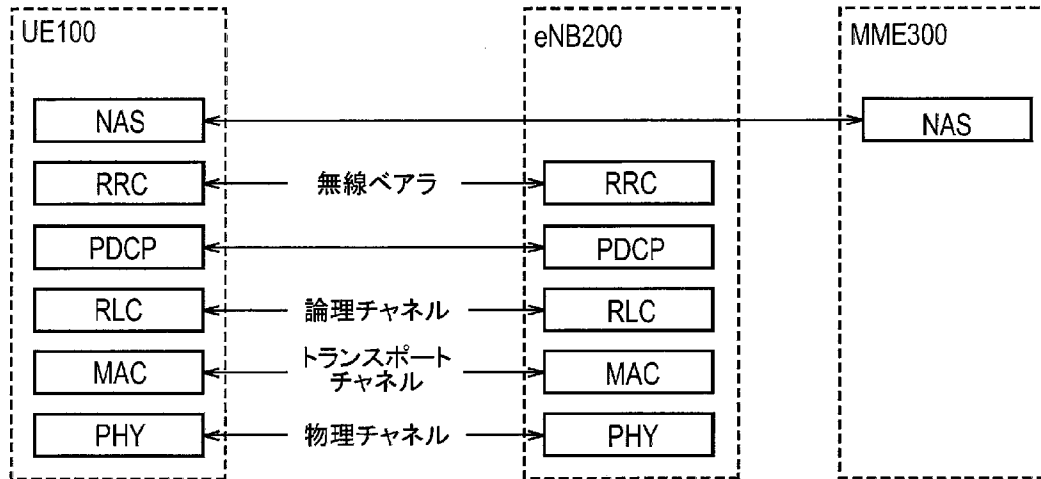 UE100
eNB200
MME300
NAS
NAS
RRC
無線ベアラ
RRC
PDCP
PDCP
RLC
論理チャネル
RLC
MAC
トランスポート
チャネル
MAC
PHY
物理チャネル
PHY